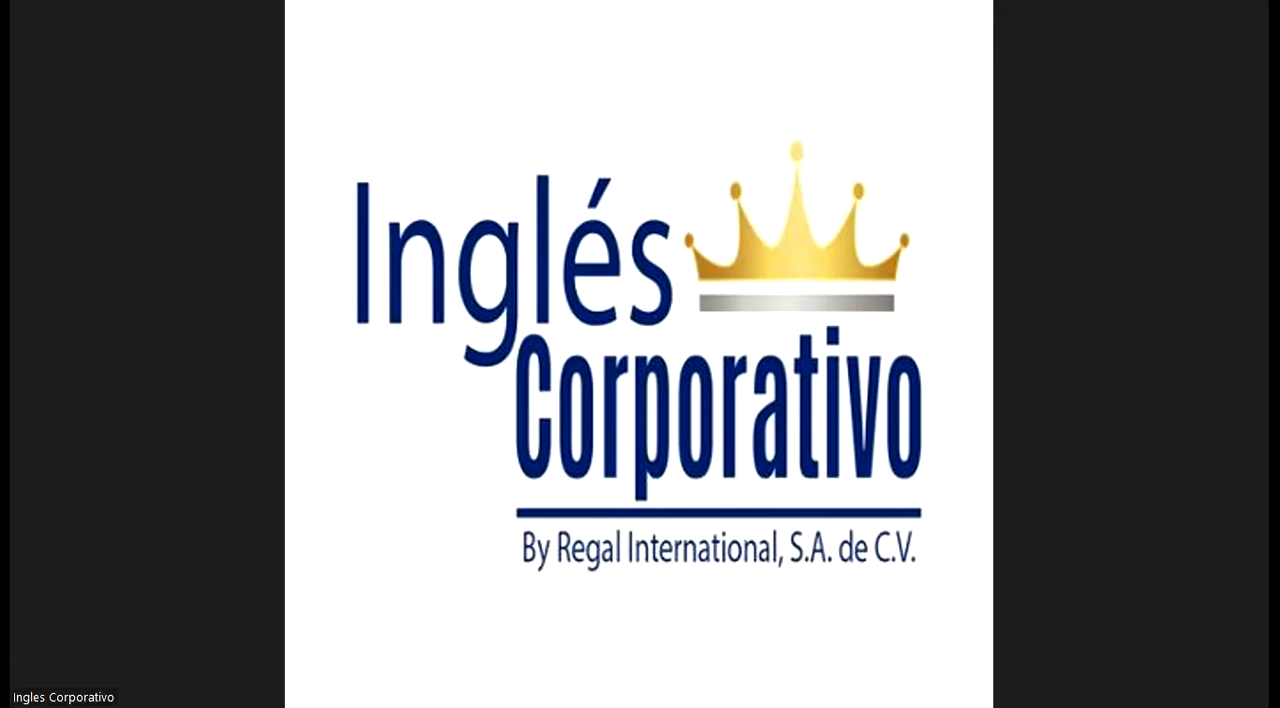 Inglés
Corporativo
By Regal International, S.A. de C.V.
Ingles Corporativo